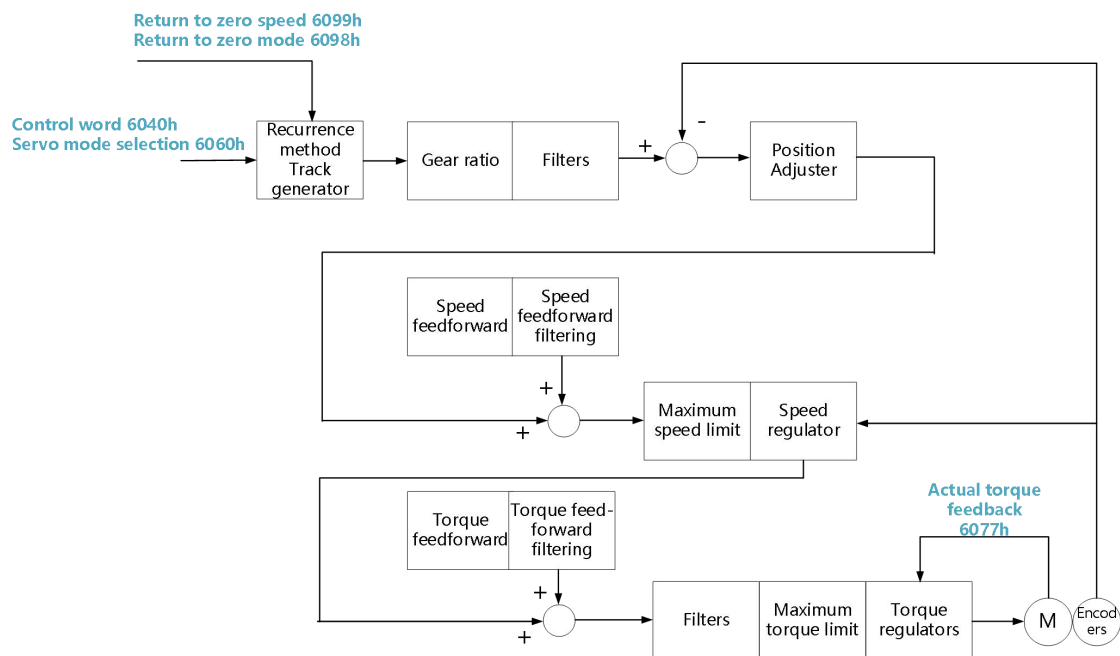 Return to zero speed 6099h
Return to zero mode 6098h
Control word 6040h
Servo mode selection 6060h
Recurrence
method
Track
generator
Gear ratio
Filters
+
-
Position
Adjuster
Speed
feedforward
Speed
feedforward
filtering
+
+
Maximum
speed limit
Speed
regulator
Torque
feedforward
Torque feed-
forward
filtering
+
+
Filters
Maximum
torque limit
Torque
regulators
Actual torque
feedback
6077h
M
Encod
ers